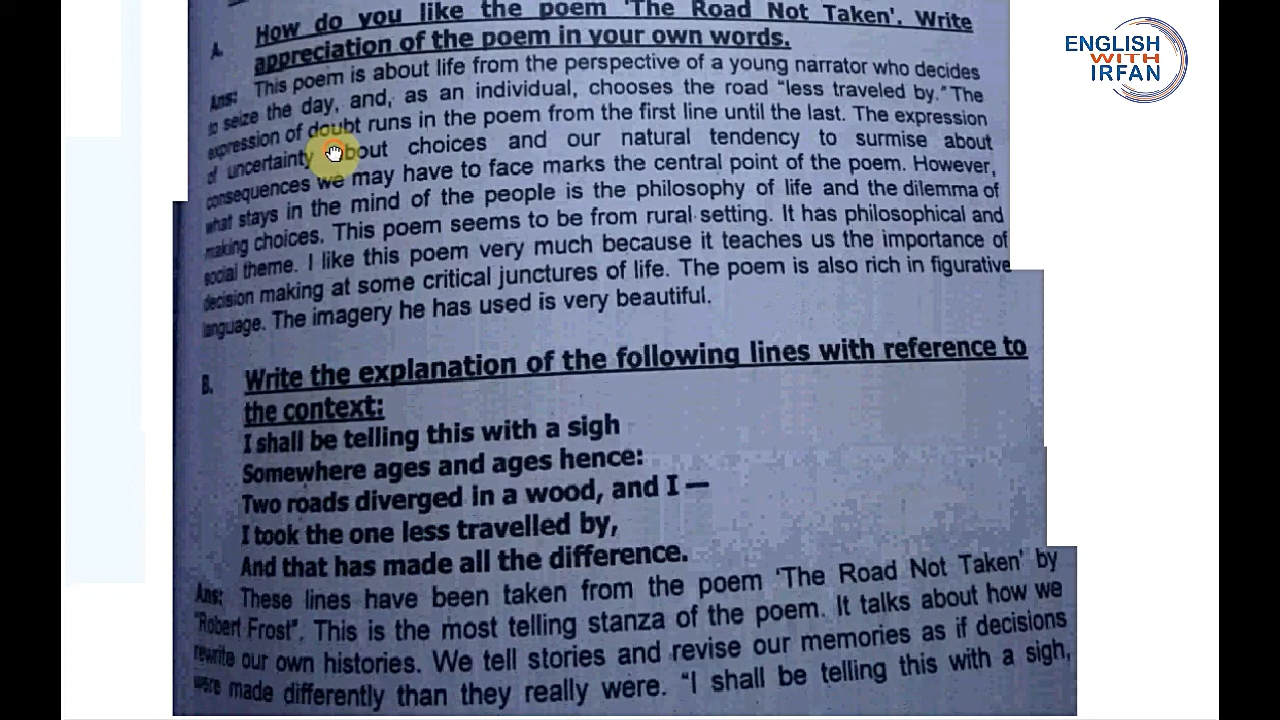 A. How do you like the poem 'The Road Not Taken'. Write
appreciation of the poem in your own words.
Ans: This poem is about life from the perspective of a young narrator who decides
to seize the day, and, as an individual, chooses the road "less traveled by." The
expression of doubt runs in the poem from the first line until the last. The expression
of uncertainty about choices and our natural tendency to surmise about
consequences we may have to face marks the central point of the poem. However,
what stays in the mind of the people is the philosophy of life and the dilemma of
making choices. This poem seems to be from rural setting. It has philosophical and
social theme. I like this poem very much because it teaches us the importance of
decision making at some critical junctures of life. The poem is also rich in figurative
language. The imagery he has used is very beautiful.
B. Write the explanation of the following lines with reference to
the context:
I shall be telling this with a sigh
Somewhere ages and ages hence:
Two roads diverged in a wood, and I —
I took the one less travelled by,
And that has made all the difference.
Ans: These lines have been taken from the poem 'The Road Not Taken' by
"Robert Frost". This is the most telling stanza of the poem. It talks about how we
rewrite our own histories. We tell stories and revise our memories as if decisions
were made differently than they really were. "I shall be telling this with a sigh,
ENGLISH
WITH
IRFAN